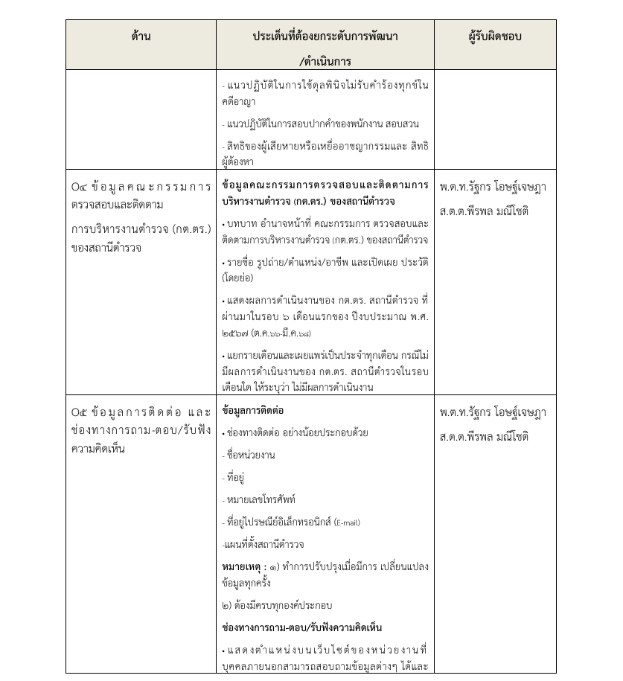 ด้าน
ประเด็นที่ต้องยกระดับการพัฒนา
/ดำเนินการ
ผู้รับผิดชอบ
- แนวปฏิบัติในการใช้ดุลพินิจไม่รับคำร้องทุกข์ใน
คดีอาญา
- แนวปฏิบัติในการสอบปากคำของพนักงาน สอบสวน
- สิทธิของผู้เสียหายหรือเหยื่ออาชญากรรมและ สิทธิ
ผู้ต้องหา
O๔ ข้อมูลคณะกรรมการ
ตรวจสอบและติดตาม
การบริหารงานตำรวจ (กต.ตร.)
ของสถานีตำรวจ
ข้อมูลคณะกรรมการตรวจสอบและติดตามการ
บริหารงานตำรวจ (กต.ตร.) ของสถานีตำรวจ
• บทบาท อำนาจหน้าที่ คณะกรรมการ ตรวจสอบและ
ติดตามการบริหารงานตำรวจ (กต.ตร.) ของสถานีตำรวจ
• รายชื่อ รูปถ่าย/ตำแหน่ง/อาชีพ และเปิดเผย ประวัติ
(โดยย่อ)
• แสดงผลการดำเนินงานของ กต.ตร. สถานีตำรวจ ที่
ผ่านมาในรอบ ๖ เดือนแรกของ ปีงบประมาณ พ.ศ.
๒๕๖๗ (ต.ค.๖๖-มี.ค.๖๗)
• แยกรายเดือนและเผยแพร่เป็นประจำทุกเดือน กรณีไม่
มีผลการดำเนินงานของ กต.ตร. สถานีตำรวจในรอบ
เดือนใด ให้ระบุว่า ไม่มีผลการดำเนินงาน
พ.ต.ท.รัฐกร โอษฐ์เจษฎา
ส.ต.ต.พีรพล มณีโชติ
O๕ ข้อมูลการติดต่อ และ
ช่องทางการถาม-ตอบ/รับฟัง
ความคิดเห็น
ข้อมูลการติดต่อ
• ช่องทางติดต่อ อย่างน้อยประกอบด้วย
- ชื่อหน่วยงาน
- ที่อยู่
- หมายเลขโทรศัพท์
- ที่อยู่ไปรษณีย์อิเล็กทรอนิกส์ (E-mail)
-แผนที่ตั้งสถานีตำรวจ
หมายเหตุ : ๑) ทำการปรับปรุงเมื่อมีการ เปลี่ยนแปลง
ข้อมูลทุกครั้ง
๒) ต้องมีครบทุกองค์ประกอบ
ช่องทางการถาม-ตอบ/รับฟังความคิดเห็น
• แสดงตำแหน่งบนเว็บไซต์ของหน่วยงานที่
บุคคลภายนอกสามารถสอบถามข้อมูลต่างๆ ได้และ
พ.ต.ท.รัฐกร โอษฐ์เจษฎา
ส.ต.ต.พีรพล มณีโชติ